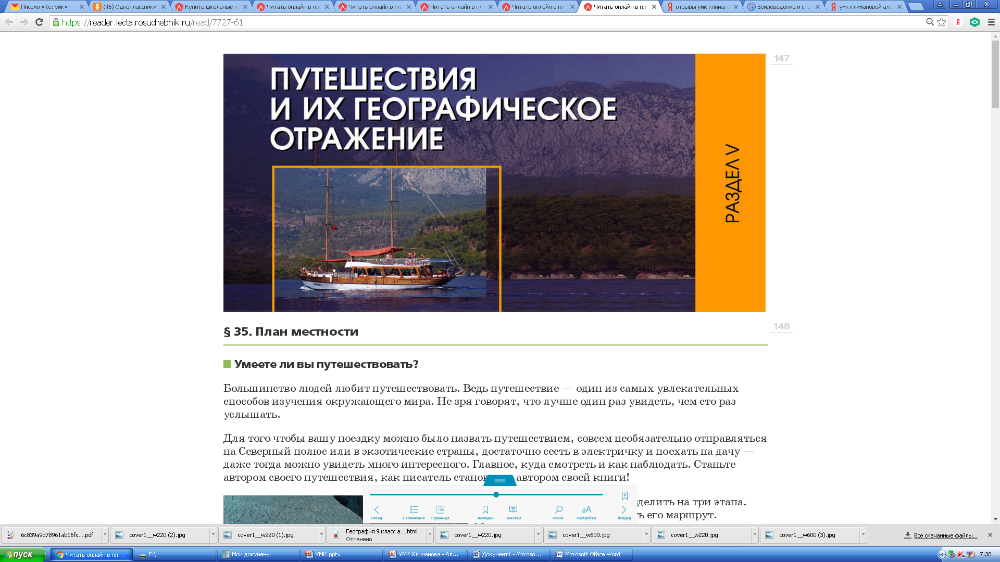 Письмо «Re: умк» —
(46) Одноклассники
Купить школьные у
Читать онлайн в пл
Читать онлайн в пл
Читать онлайн в пл
Читать онлайн в пл
Читать онлайн в пл
отзывы умк климан
Землеведение и стр
умк климановой але
https://reader.lecta.rosuchebnik.ru/read/7727-61
147
ПУТЕШЕСТВИЯ
И ИХ ГЕОГРАФИЧЕСКОЕ
ОТРАЖЕНИЕ
РАЗДЕЛ V
§ 35. План местности
148
Умеете ли вы путешествовать?
Большинство людей любит путешествовать. Ведь путешествие — один из самых увлекательных
способов изучения окружающего мира. Не зря говорят, что лучше один раз увидеть, чем сто раз
услышать.
Для того чтобы вашу поездку можно было назвать путешествием, совсем необязательно отправляться
на Северный полюс или в экзотические страны, достаточно сесть в электричку и поехать на дачу —
даже тогда можно увидеть много интересного. Главное, куда смотреть и как наблюдать. Станьте
автором своего путешествия, как писатель станов автором своей книги!
зделить на три этапа.
ть его маршрут.
Назад
Оглавление
148
Страница
Закладки
Заметки
Поиск
аА
Настройки
Вперед
6c839a9d78961ab16fc....pdf
cover1__w220 (2).jpg
cover1__w220 (1).jpg
География 9 класс а....html
Отменено
cover1__w220.jpg
cover1__w600.jpg
cover1__w220.jpg
cover1__w600 (3).jpg
Все скачанные файлы...
пуск
Читать онлайн в пл...
F:\
Мои докумены
УМК.pptx
УМК Климанова - Ал...
Документ1 - Microso...
Microsoft Office Word
7:38